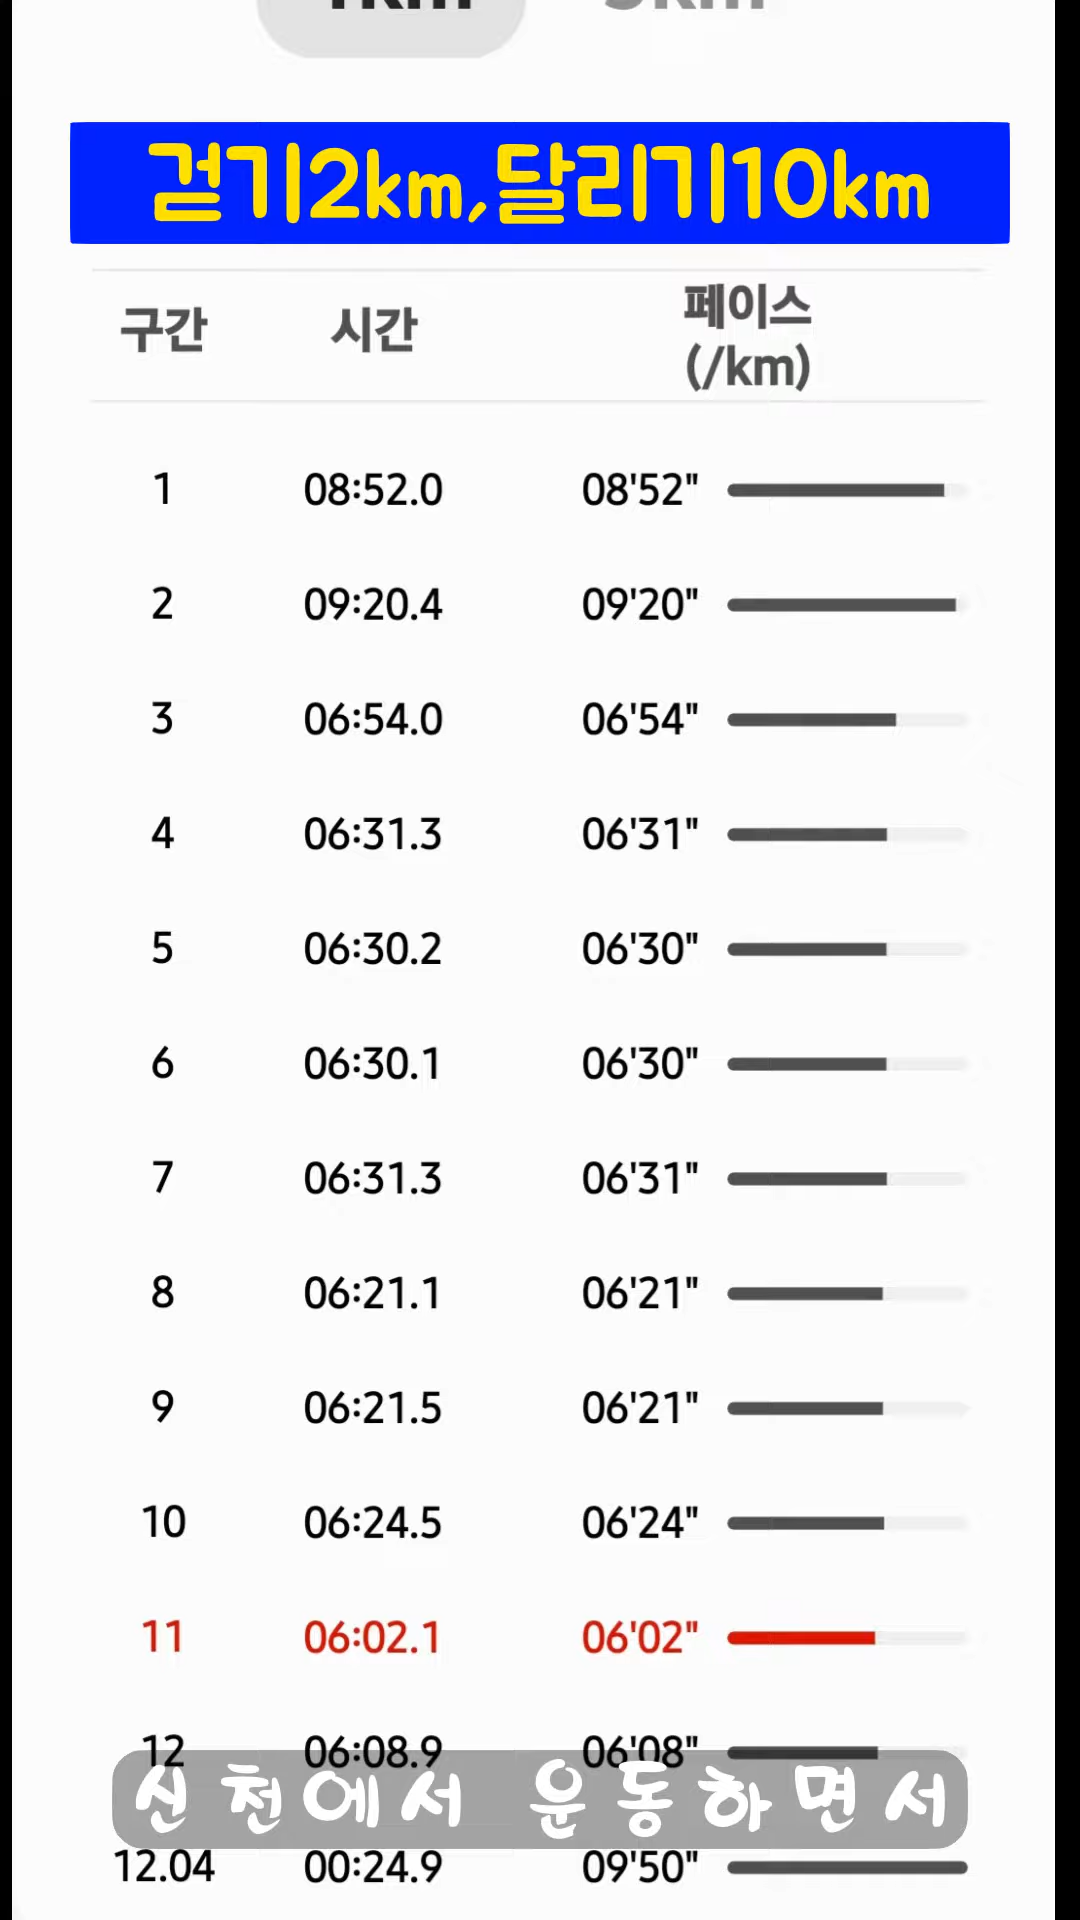 1km 5km
걷기2km,달리기10km
구간 시간 페이스
(/km)
1 08:52.0 08'52"
2 09:20.4 09'20"
3 06:54.0 06'54"
4 06:31.3 06'31"
5 06:30.2 06'30"
6 06:30.1 06'30"
7 06:31.3 06'31"
8 06:21.1 06'21"
9 06:21.5 06'21"
10 06:24.5 06'24"
11 06:02.1 06'02"
12 06:08.9 06'08"
신천에서 운동하면서
12.04 00:24.9 09'50"